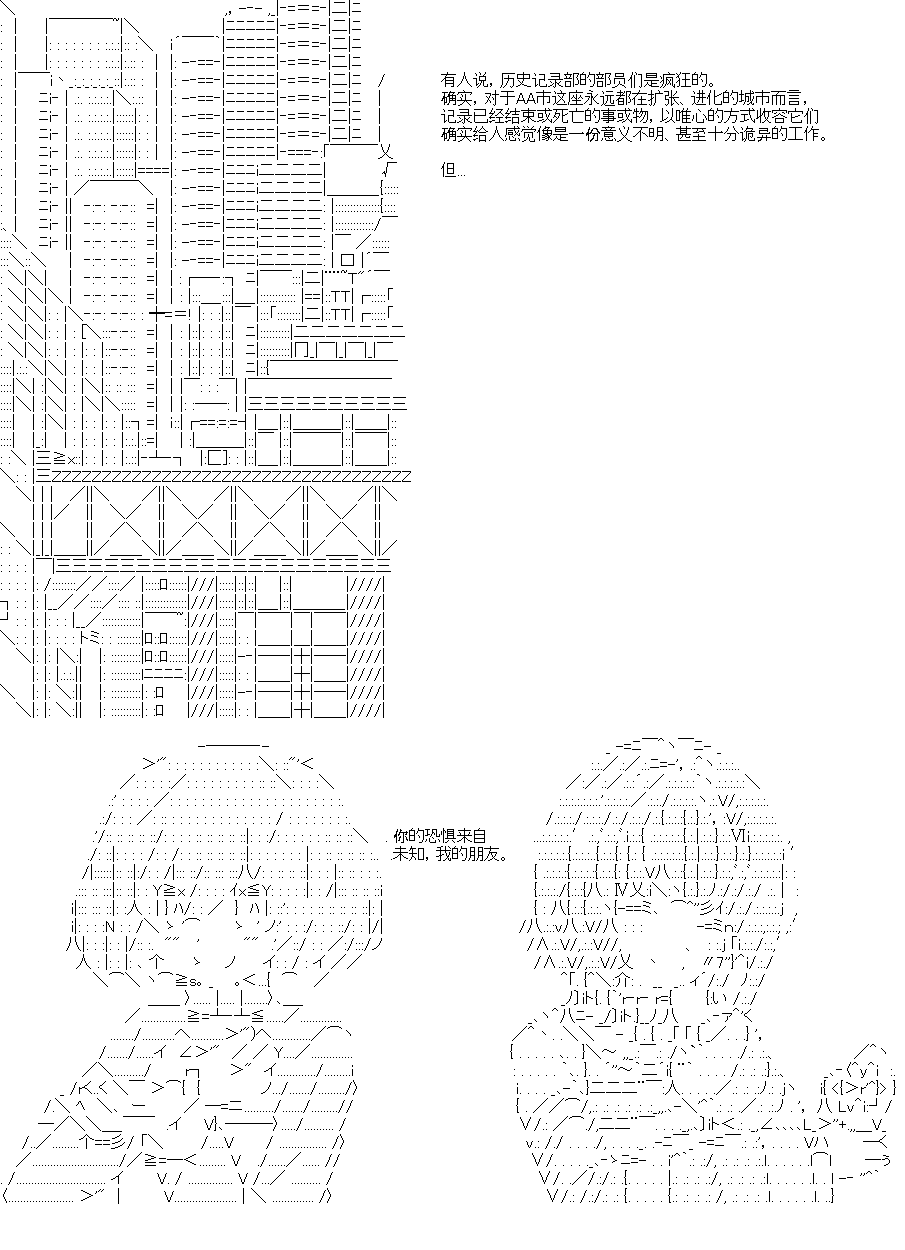 有人说，历史记录部的部员们是疯狂的。
确实，对于AA市这座永远都在扩张、进化的城市而言，
记录已经结束或死亡的事或物，以唯心的方式收容它们
确实给人感觉像是一份意义不明、甚至十分诡异的工作。
但...
你的恐惧来自
未知，我的朋友。